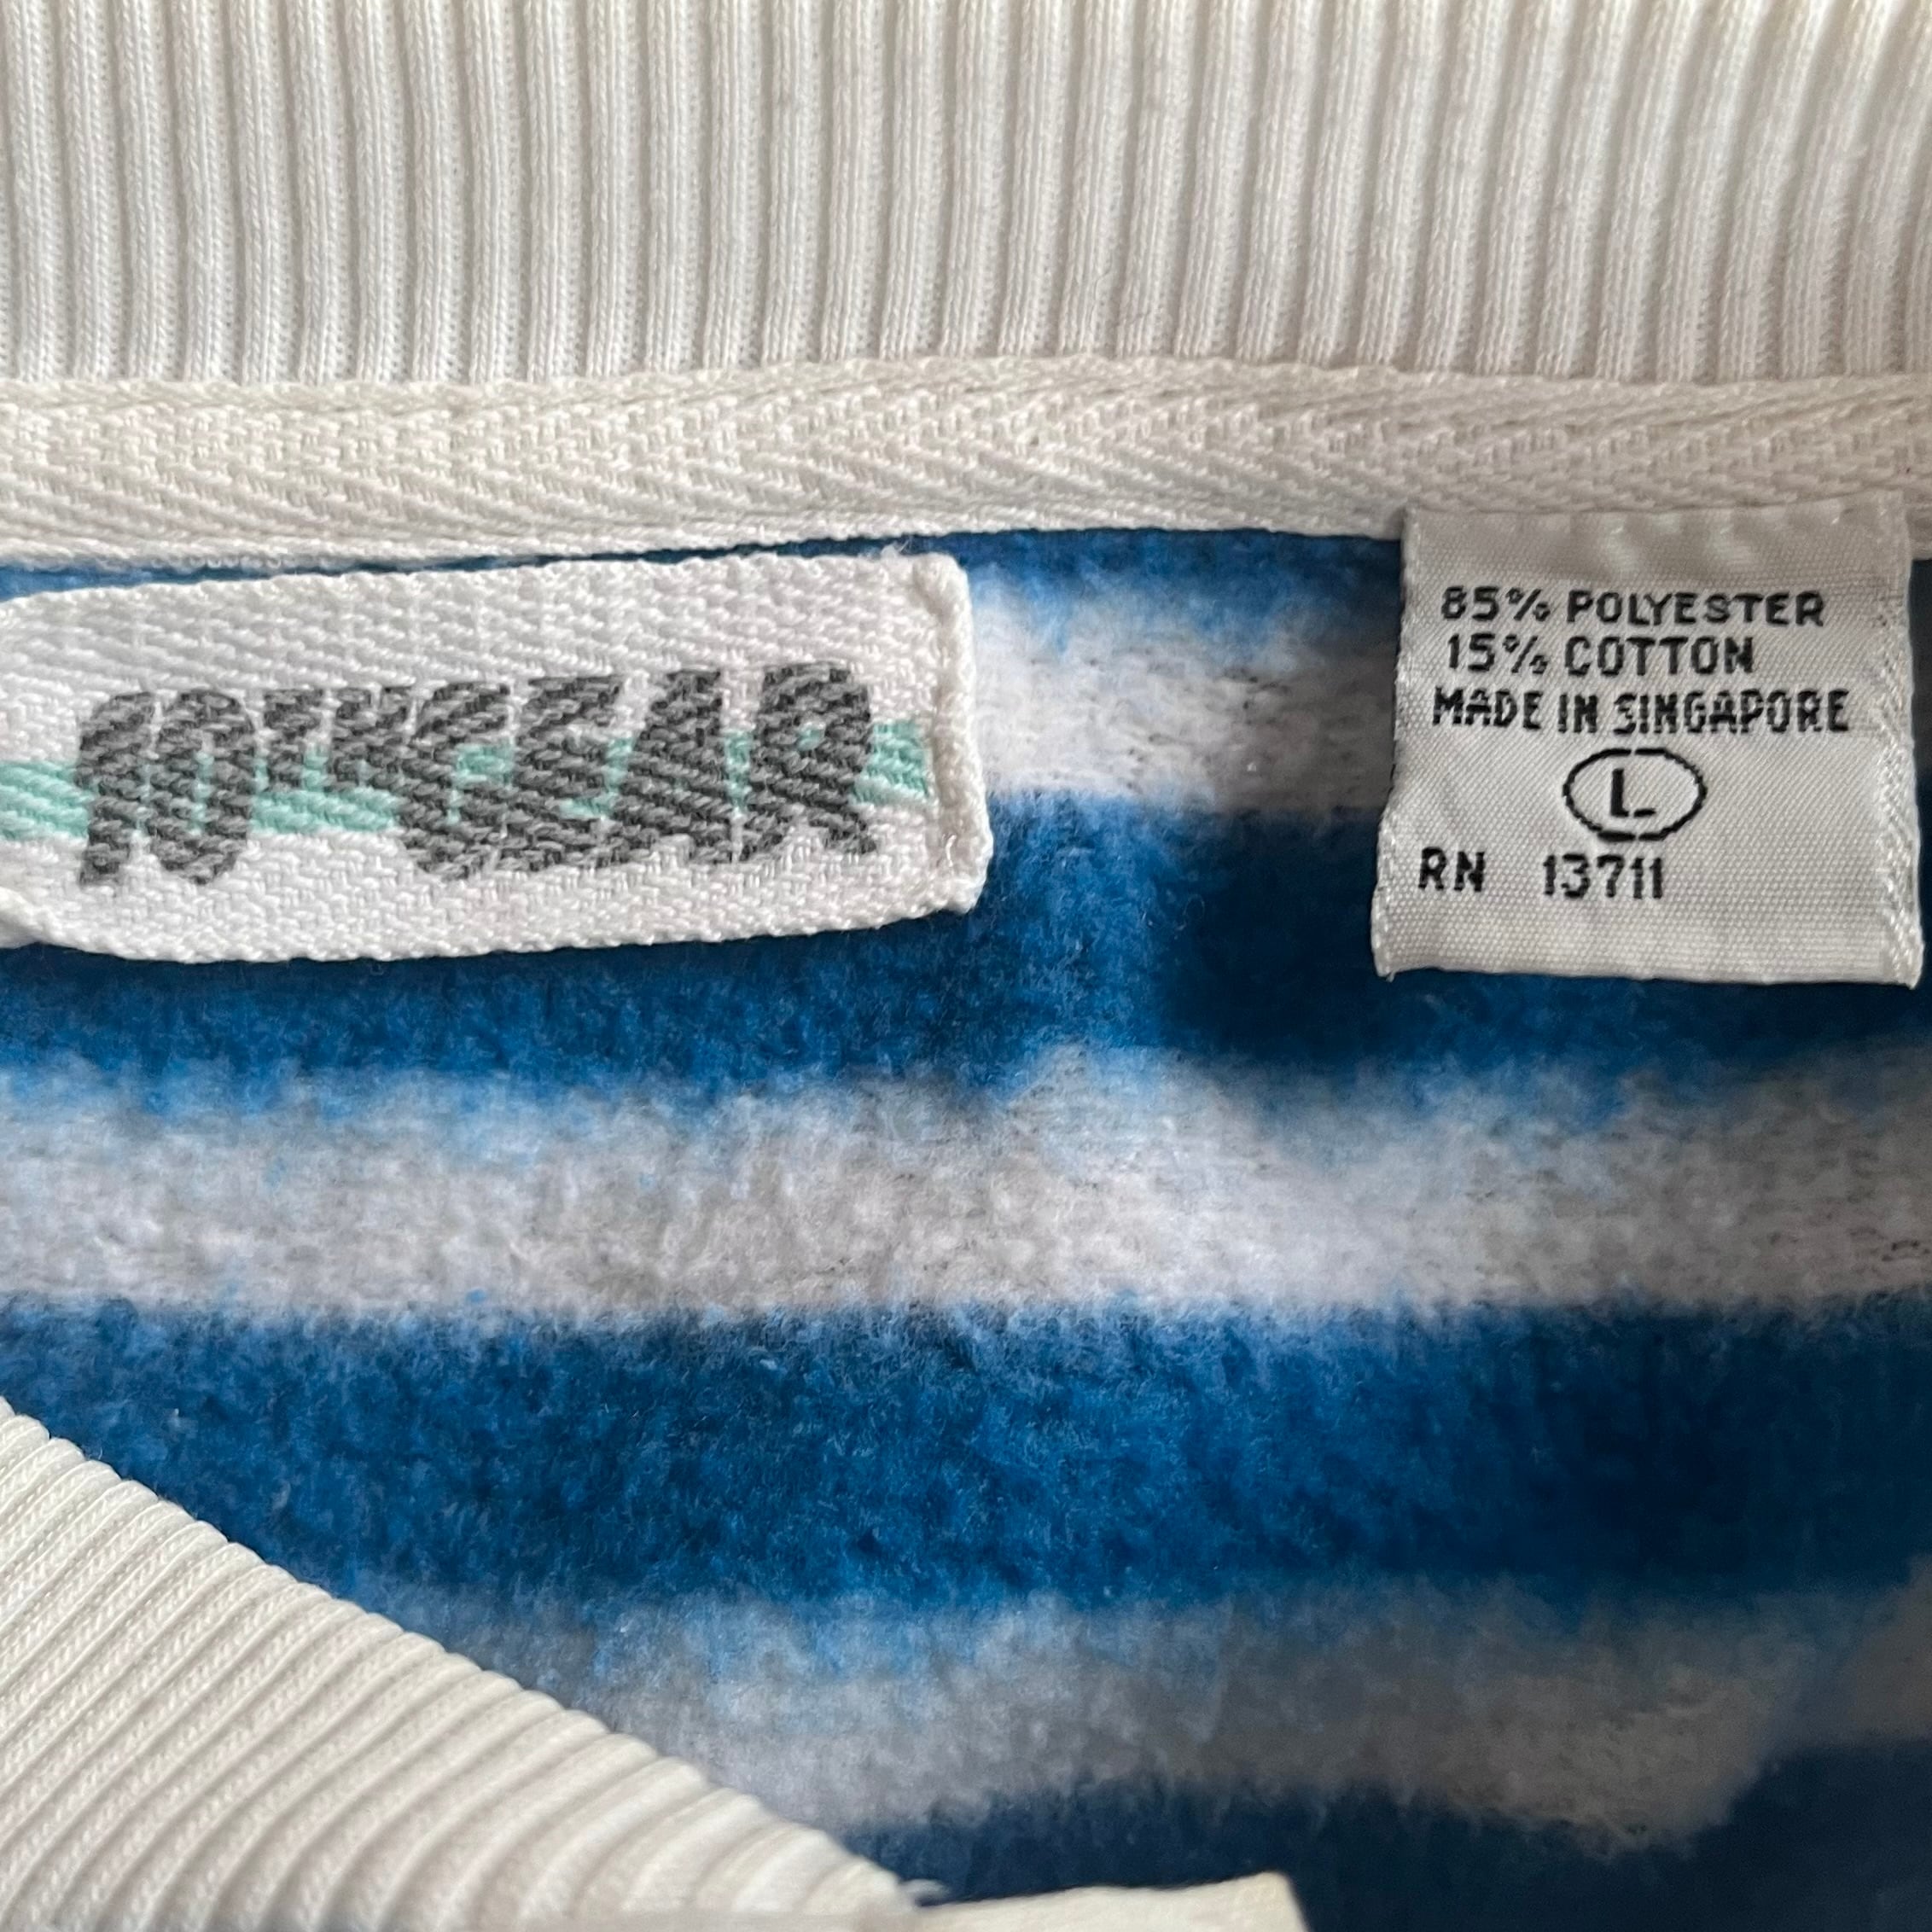 10TH GEAR
85% POLYESTER
15% COTTON
MADE IN SINGAPORE
L
RN 13711